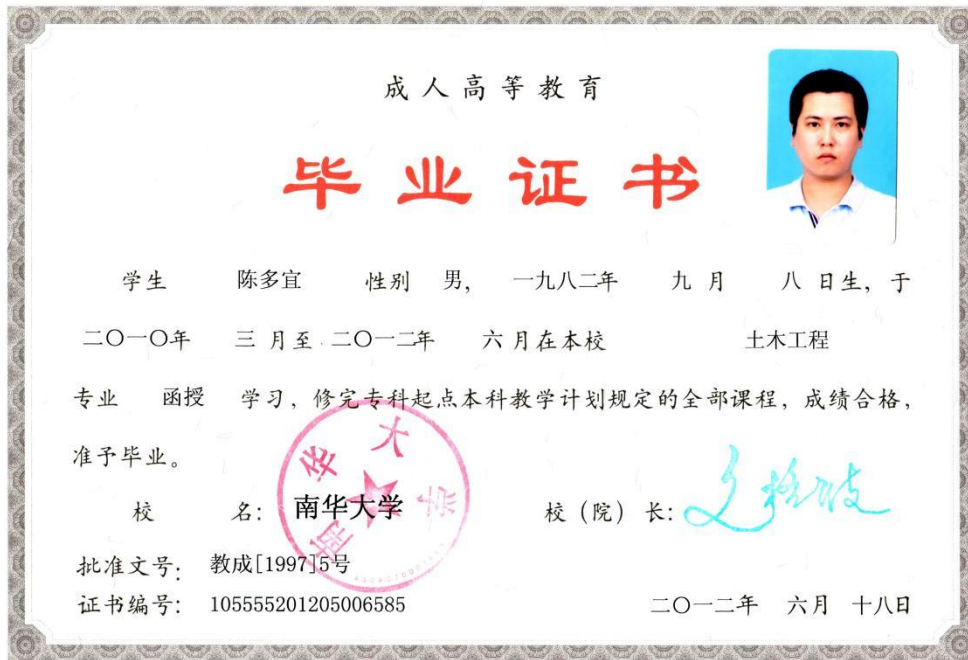 成人高等教育
毕业证书
学生 陈多宜 性别 男, 一九八二年 九月 八日生, 于
二〇一〇年 三月至 二〇一二年 六月在本校 土木工程
专业 函授 学习, 修完专科起点本科教学计划规定的全部课程, 成绩合格,
准予毕业。
校 名: 南华大学 校(院)长:
南华大学
批准文号: 教成[1997]5号
证书编号: 105555201205006585 二〇一二年 六月 十八日